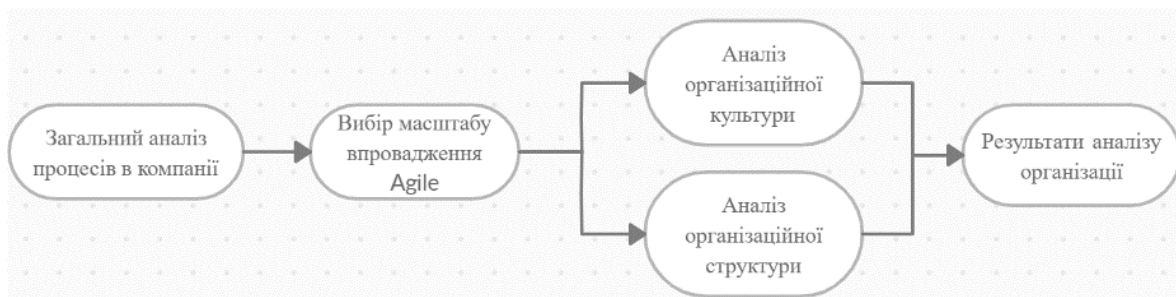 Загальний аналіз
процесів в компанії
Вибір масштабу
впровадження
Agile
Аналіз
організаційної
культури
Аналіз
організаційної
структури
Результати аналізу
організації